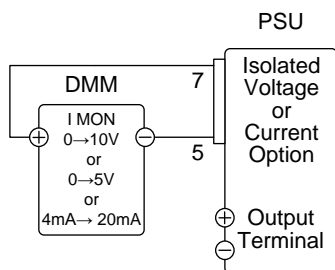 PSU
DMM
7
5
I MON
0→10V
or
0→5V
or
4mA→ 20mA
Isolated
Voltage
or
Current
Option
Output
Terminal